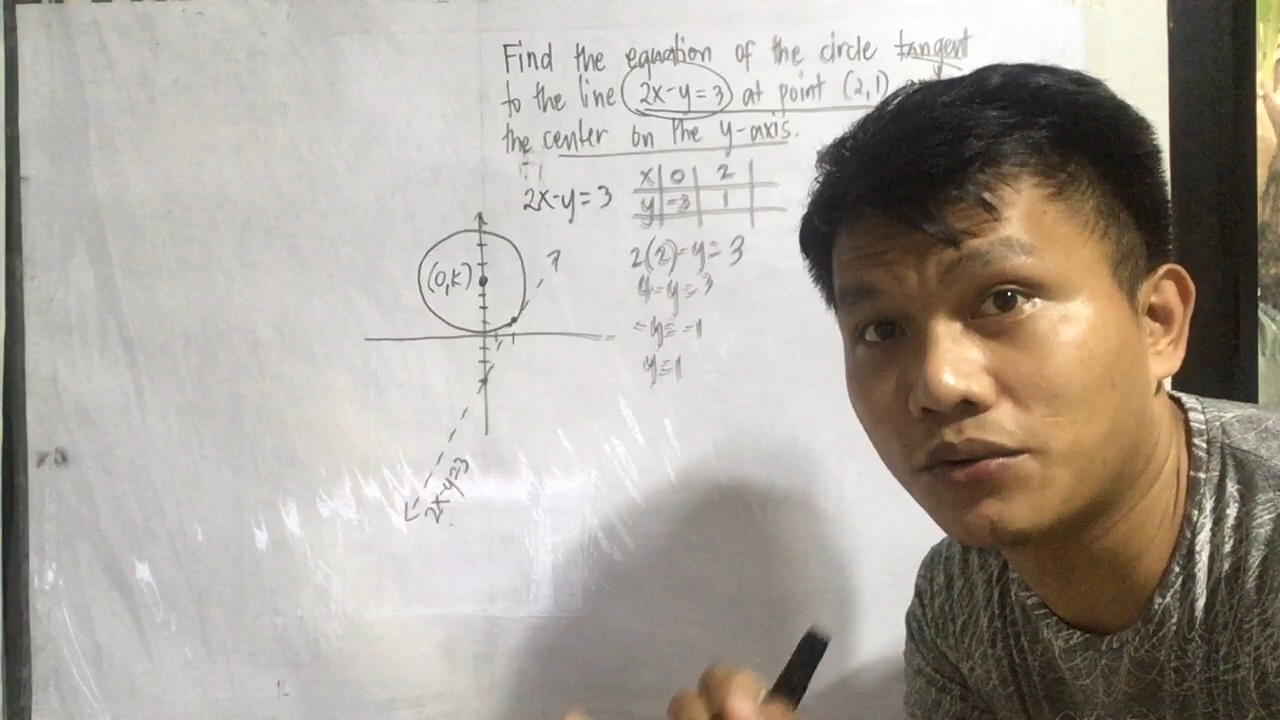 Find the equation of the circle tangent
to the line 2x-y=3 at point (2,1)
the center on the y-axis.
2x-y=3
x | 0 | 2
y | -3 | 1
2(2)-y=3
4-y=3
-y=-1
y=1
(0,k)
2x-y=3